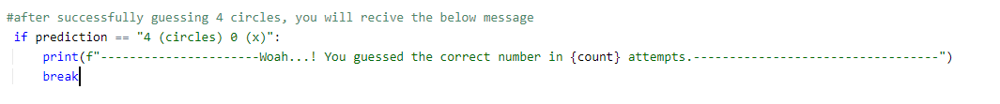 #after successfully guessing 4 circles, you will recive the below message
if prediction == "4 (circles) 0 (x)":
print(f"----------------------Woah...! You guessed the correct number in {count} attempts.----------------------------------")
break